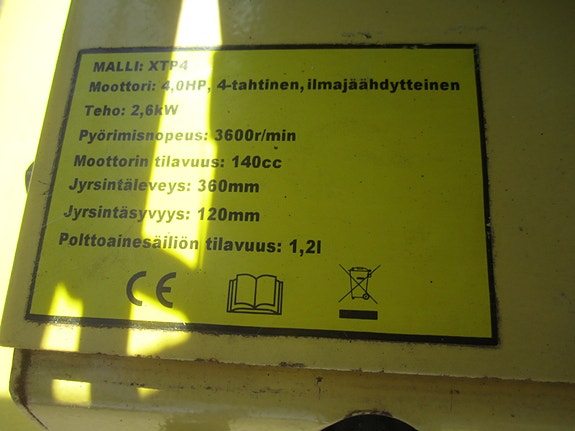 MALLI: XTP4
Moottori: 4,0HP, 4-tahtinen, ilmajäähdytteinen
Teho: 2,6kW
Pyörimisnopeus: 3600r/min
Moottorin tilavuus: 140cc
Jyrsintäleveys: 360mm
Jyrsintäsyvyys: 120mm
Polttoainesäiliön tilavuus: 1,2l
CE